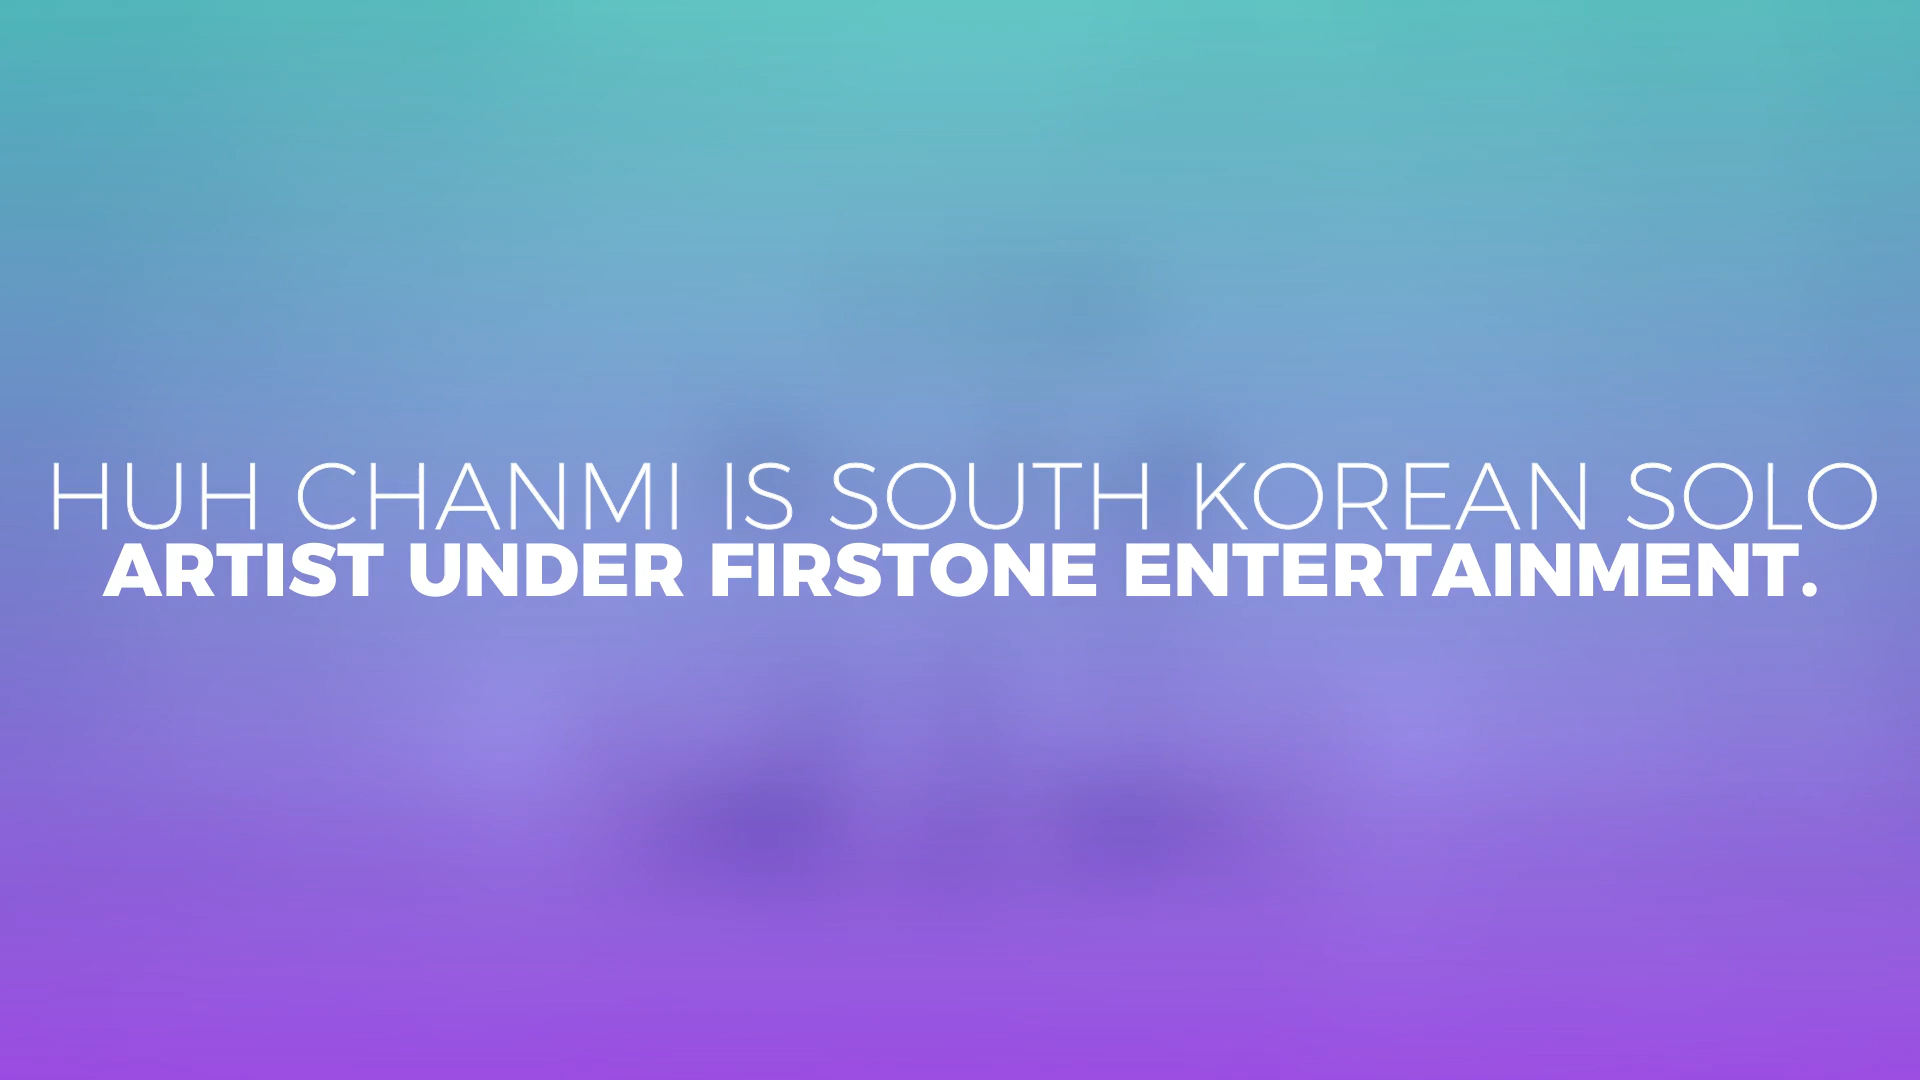 HUH CHANMI IS SOUTH KOREAN SOLO
ARTIST UNDER FIRSTONE ENTERTAINMENT.